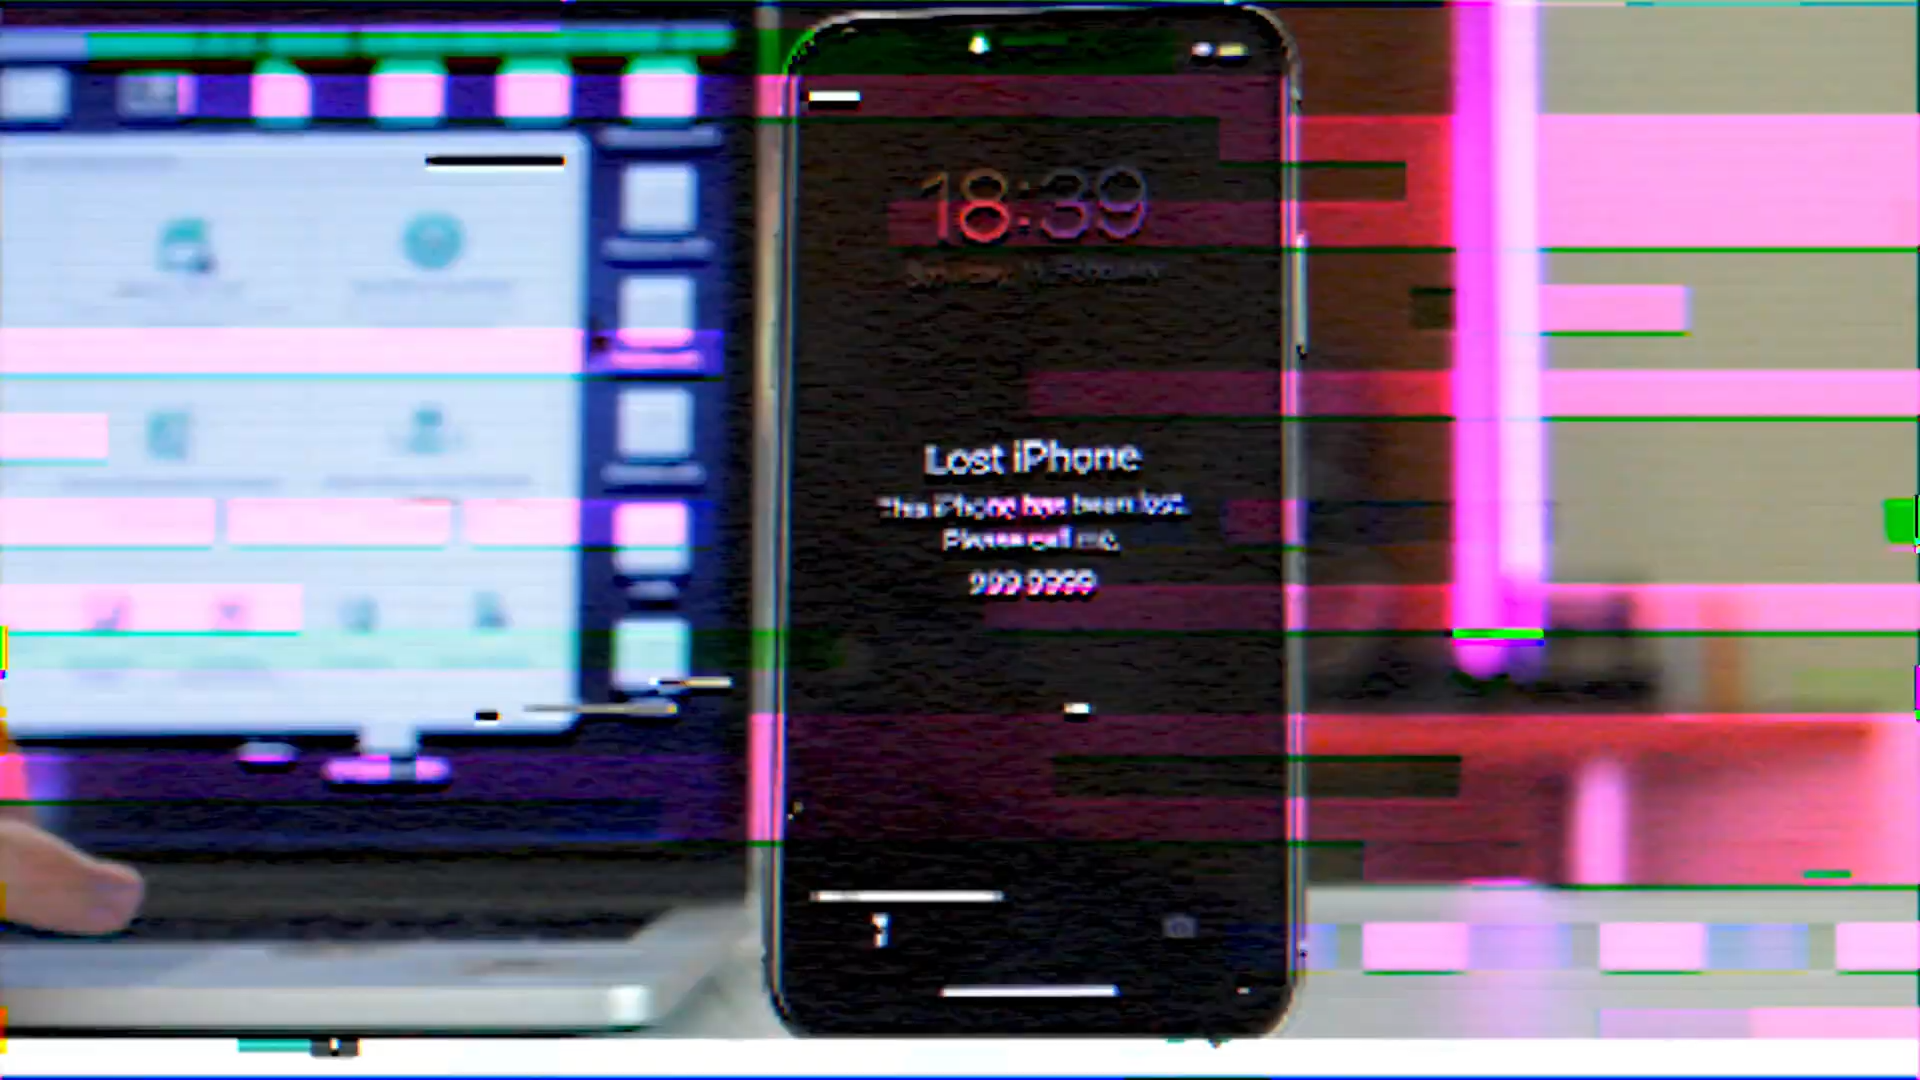 18:39
Lost iPhone
This iPhone has been lost.
Please call me.
999 9999